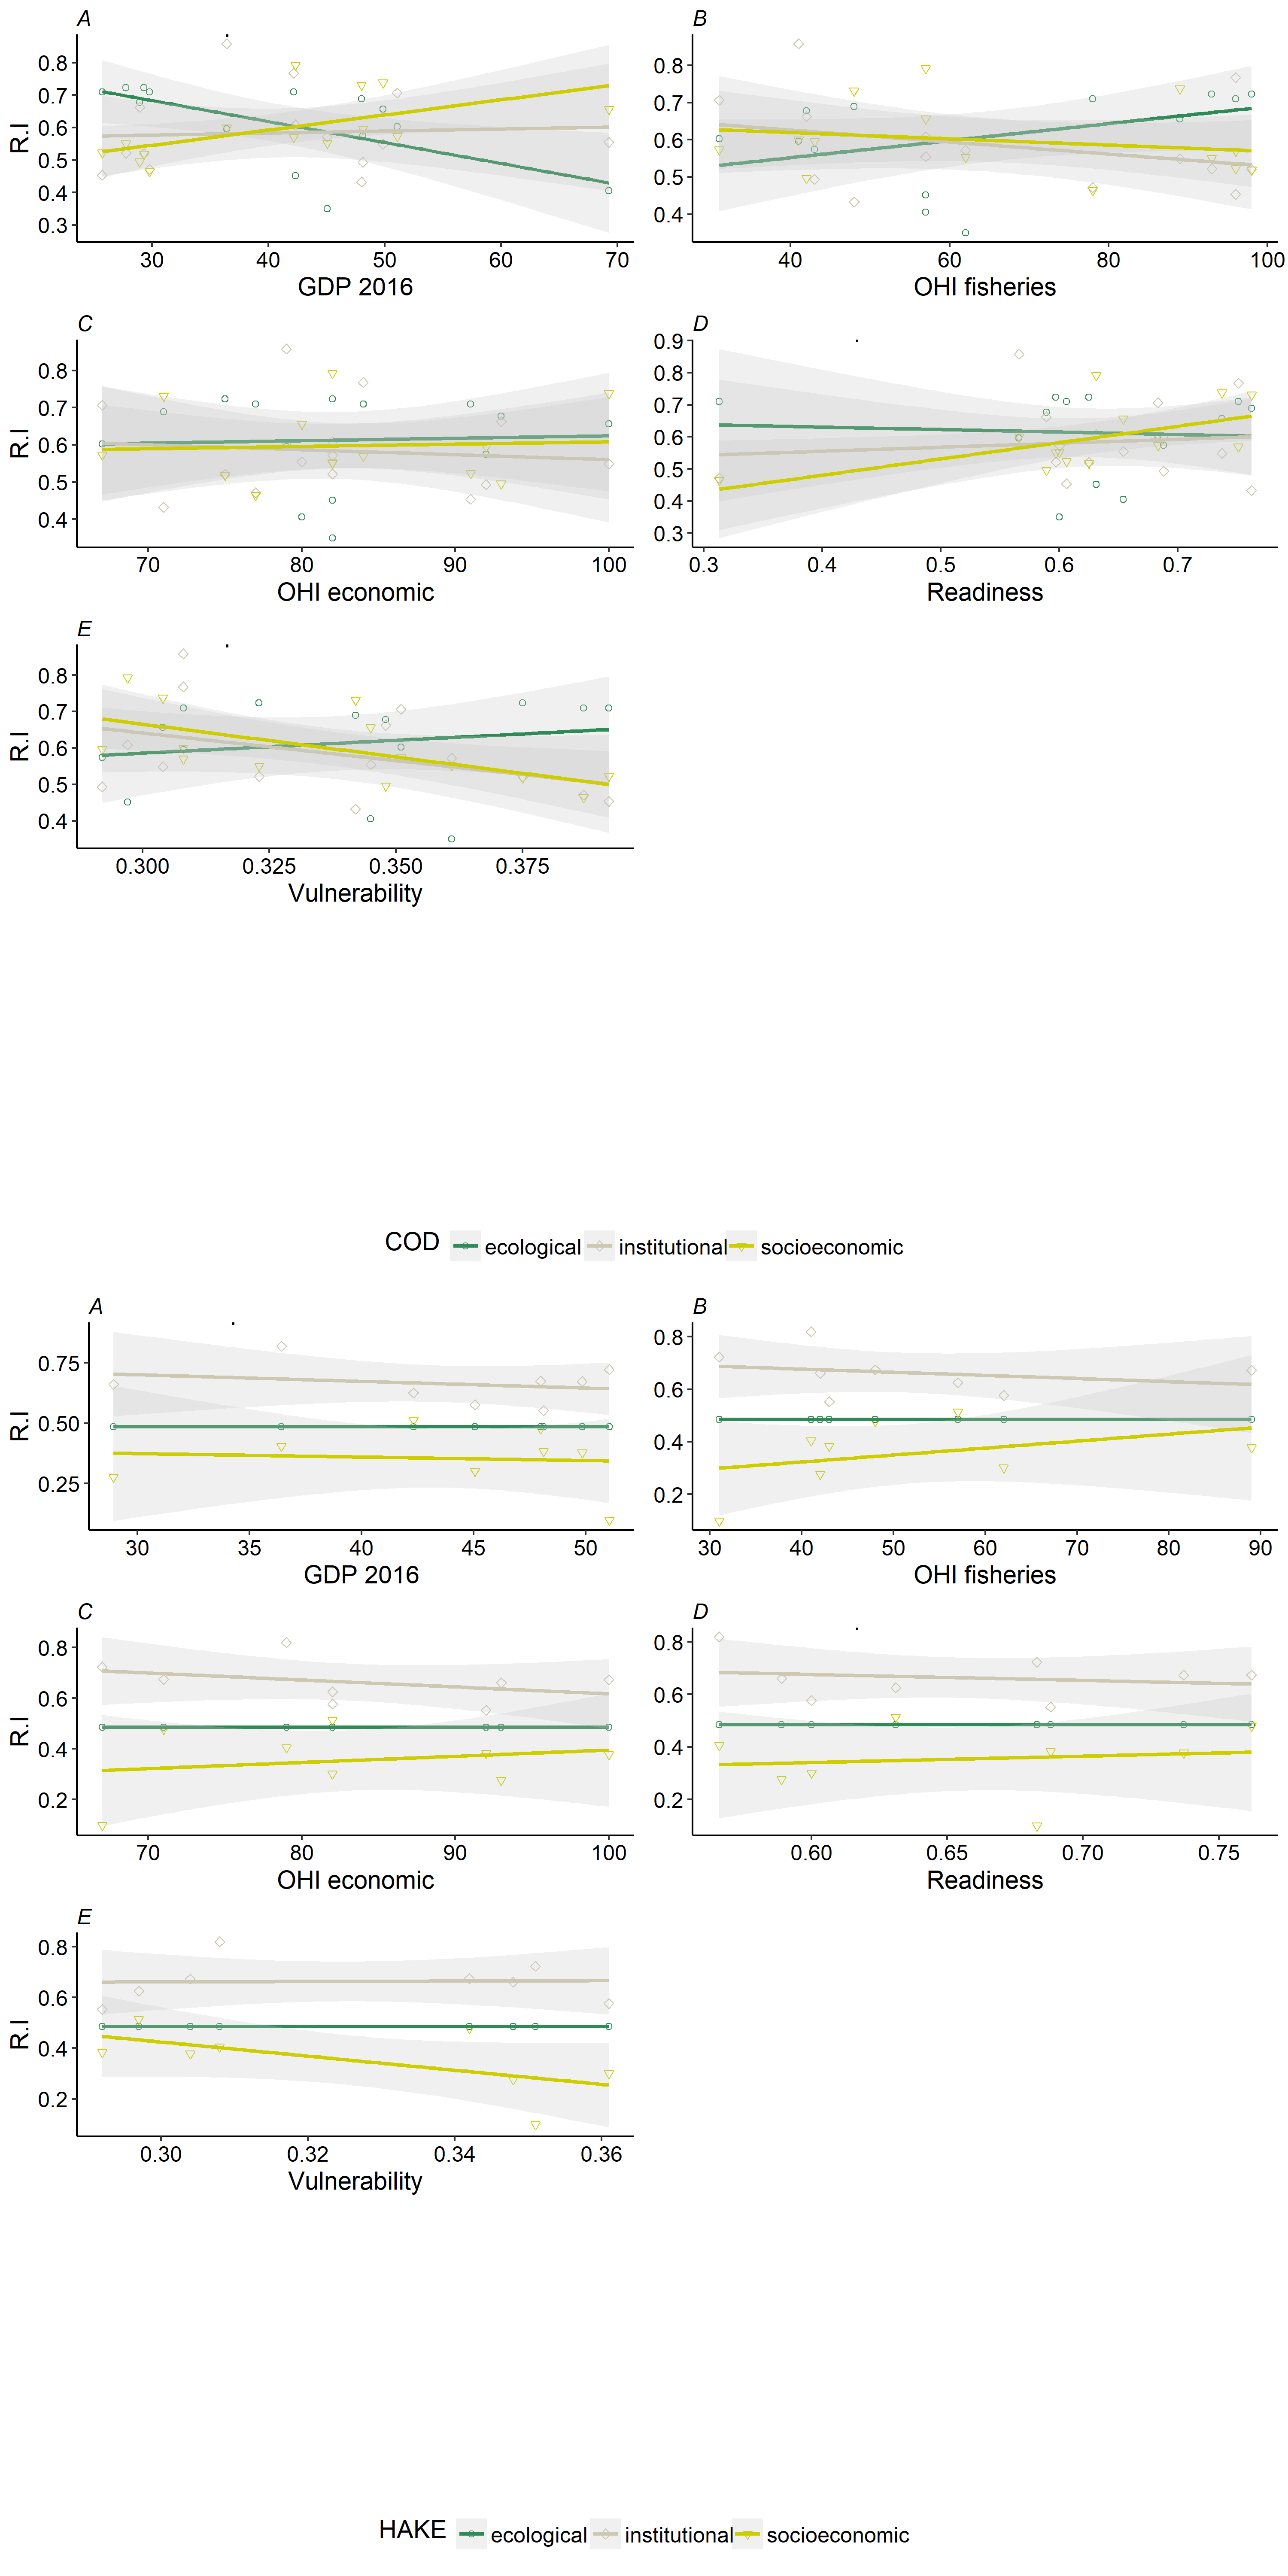 A
R.I
0.8
0.7
0.6
0.5
0.4
0.3
30 40 50 60 70
GDP 2016
B
0.8
0.7
0.6
0.5
0.4
40 60 80 100
OHI fisheries
C
R.I
0.8
0.7
0.6
0.5
0.4
70 80 90 100
OHI economic
D
0.9
0.8
0.7
0.6
0.5
0.4
0.3
0.3 0.4 0.5 0.6 0.7
Readiness
E
R.I
0.8
0.7
0.6
0.5
0.4
0.300 0.325 0.350 0.375
Vulnerability
COD ecological institutional socioeconomic
A
R.I
0.75
0.50
0.25
30 35 40 45 50
GDP 2016
B
0.8
0.6
0.4
0.2
30 40 50 60 70 80 90
OHI fisheries
C
R.I
0.8
0.6
0.4
0.2
70 80 90 100
OHI economic
D
0.8
0.6
0.4
0.2
0.60 0.65 0.70 0.75
Readiness
E
R.I
0.8
0.6
0.4
0.2
0.30 0.32 0.34 0.36
Vulnerability
HAKE ecological institutional socioeconomic